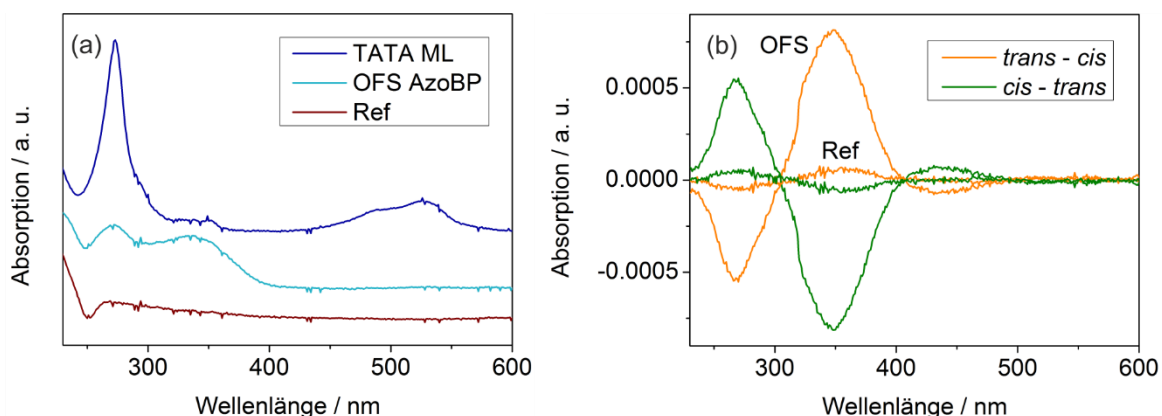 (a)
TATA ML
OFS AzoBP
Ref
Absorption / a. u.
300
400
500
600
Wellenlänge / nm
(b)
OFS
trans - cis
cis - trans
Ref
0.0005
0.0000
-0.0005
Absorption / a. u.
300
400
500
600
Wellenlänge / nm